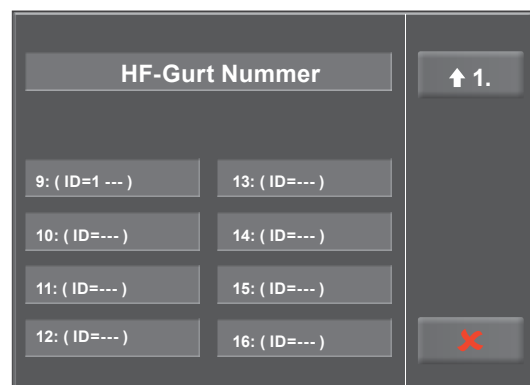 HF-Gurt Nummer
1.
9: ( ID=1 --- )
10: ( ID=--- )
11: ( ID=--- )
12: ( ID=--- )
13: ( ID=--- )
14: ( ID=--- )
15: ( ID=--- )
16: ( ID=--- )